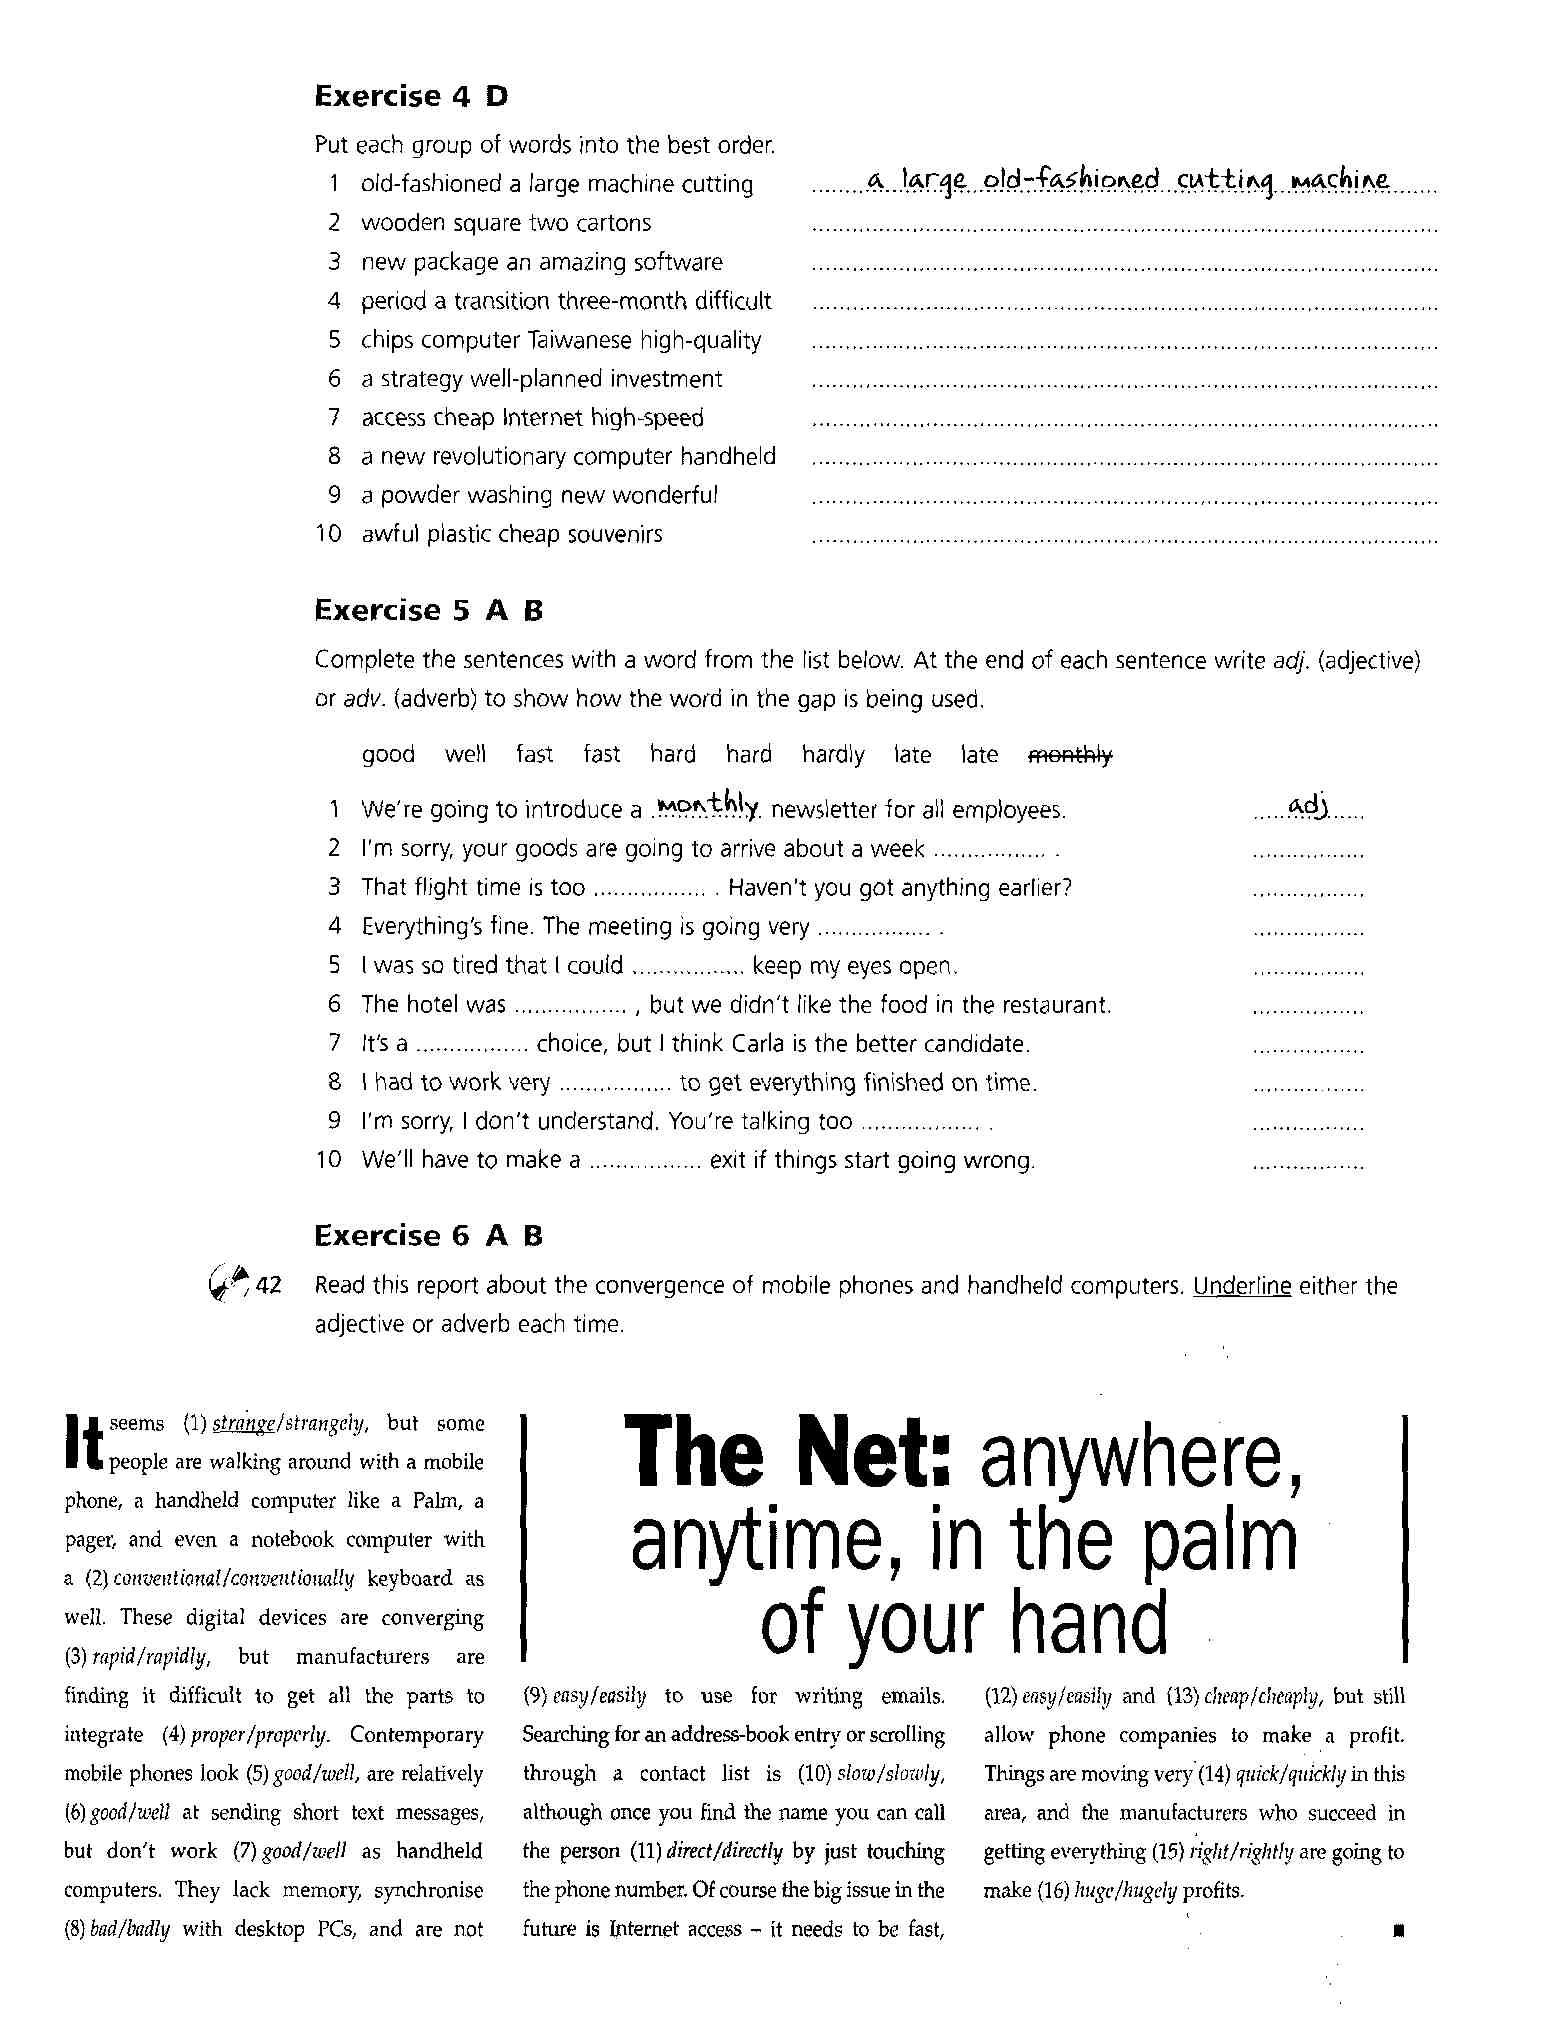 Exercise 4 D
Put each group of words into the best order.
1 old-fashioned a large machine cutting ........a large old-fashioned cutting machine.......
2 wooden square two cartons
3 new package an amazing software
4 period a transition three-month difficult
5 chips computer Taiwanese high-quality
6 a strategy well-planned investment
7 access cheap Internet high-speed
8 a new revolutionary computer handheld
9 a powder washing new wonderful
10 awful plastic cheap souvenirs
Exercise 5 A B
Complete the sentences with a word from the list below. At the end of each sentence write adj. (adjective)
or adv. (adverb) to show how the word in the gap is being used.
good well fast fast hard hard hardly late late monthly
1 We're going to introduce a .monthly. newsletter for all employees. .....adj......
2 I'm sorry, your goods are going to arrive about a week ................. . .................
3 That flight time is too ................. . Haven't you got anything earlier? .................
4 Everything's fine. The meeting is going very ................. . .................
5 I was so tired that I could ................. keep my eyes open. .................
6 The hotel was ................. , but we didn't like the food in the restaurant. .................
7 It's a ................. choice, but I think Carla is the better candidate. .................
8 I had to work very ................. to get everything finished on time. .................
9 I'm sorry, I don't understand. You're talking too .................. . .................
10 We'll have to make a ................. exit if things start going wrong. .................
Exercise 6 A B
42 Read this report about the convergence of mobile phones and handheld computers. Underline either the
adjective or adverb each time.
The Net: anywhere,
anytime, in the palm
of your hand
It seems (1) strange/strangely, but some
people are walking around with a mobile
phone, a handheld computer like a Palm, a
pager, and even a notebook computer with
a (2) conventional/conventionally keyboard as
well. These digital devices are converging
(3) rapid/rapidly, but manufacturers are
finding it difficult to get all the parts to
integrate (4) proper/properly. Contemporary
mobile phones look (5) good/well, are relatively
(6) good/well at sending short text messages,
but don't work (7) good/well as handheld
computers. They lack memory, synchronise
(8) bad/badly with desktop PCs, and are not
(9) easy/easily to use for writing emails.
Searching for an address-book entry or scrolling
through a contact list is (10) slow/slowly,
although once you find the name you can call
the person (11) direct/directly by just touching
the phone number. Of course the big issue in the
future is Internet access – it needs to be fast,
(12) easy/easily and (13) cheap/cheaply, but still
allow phone companies to make a profit.
Things are moving very (14) quick/quickly in this
area, and the manufacturers who succeed in
getting everything (15) right/rightly are going to
make (16) huge/hugely profits.